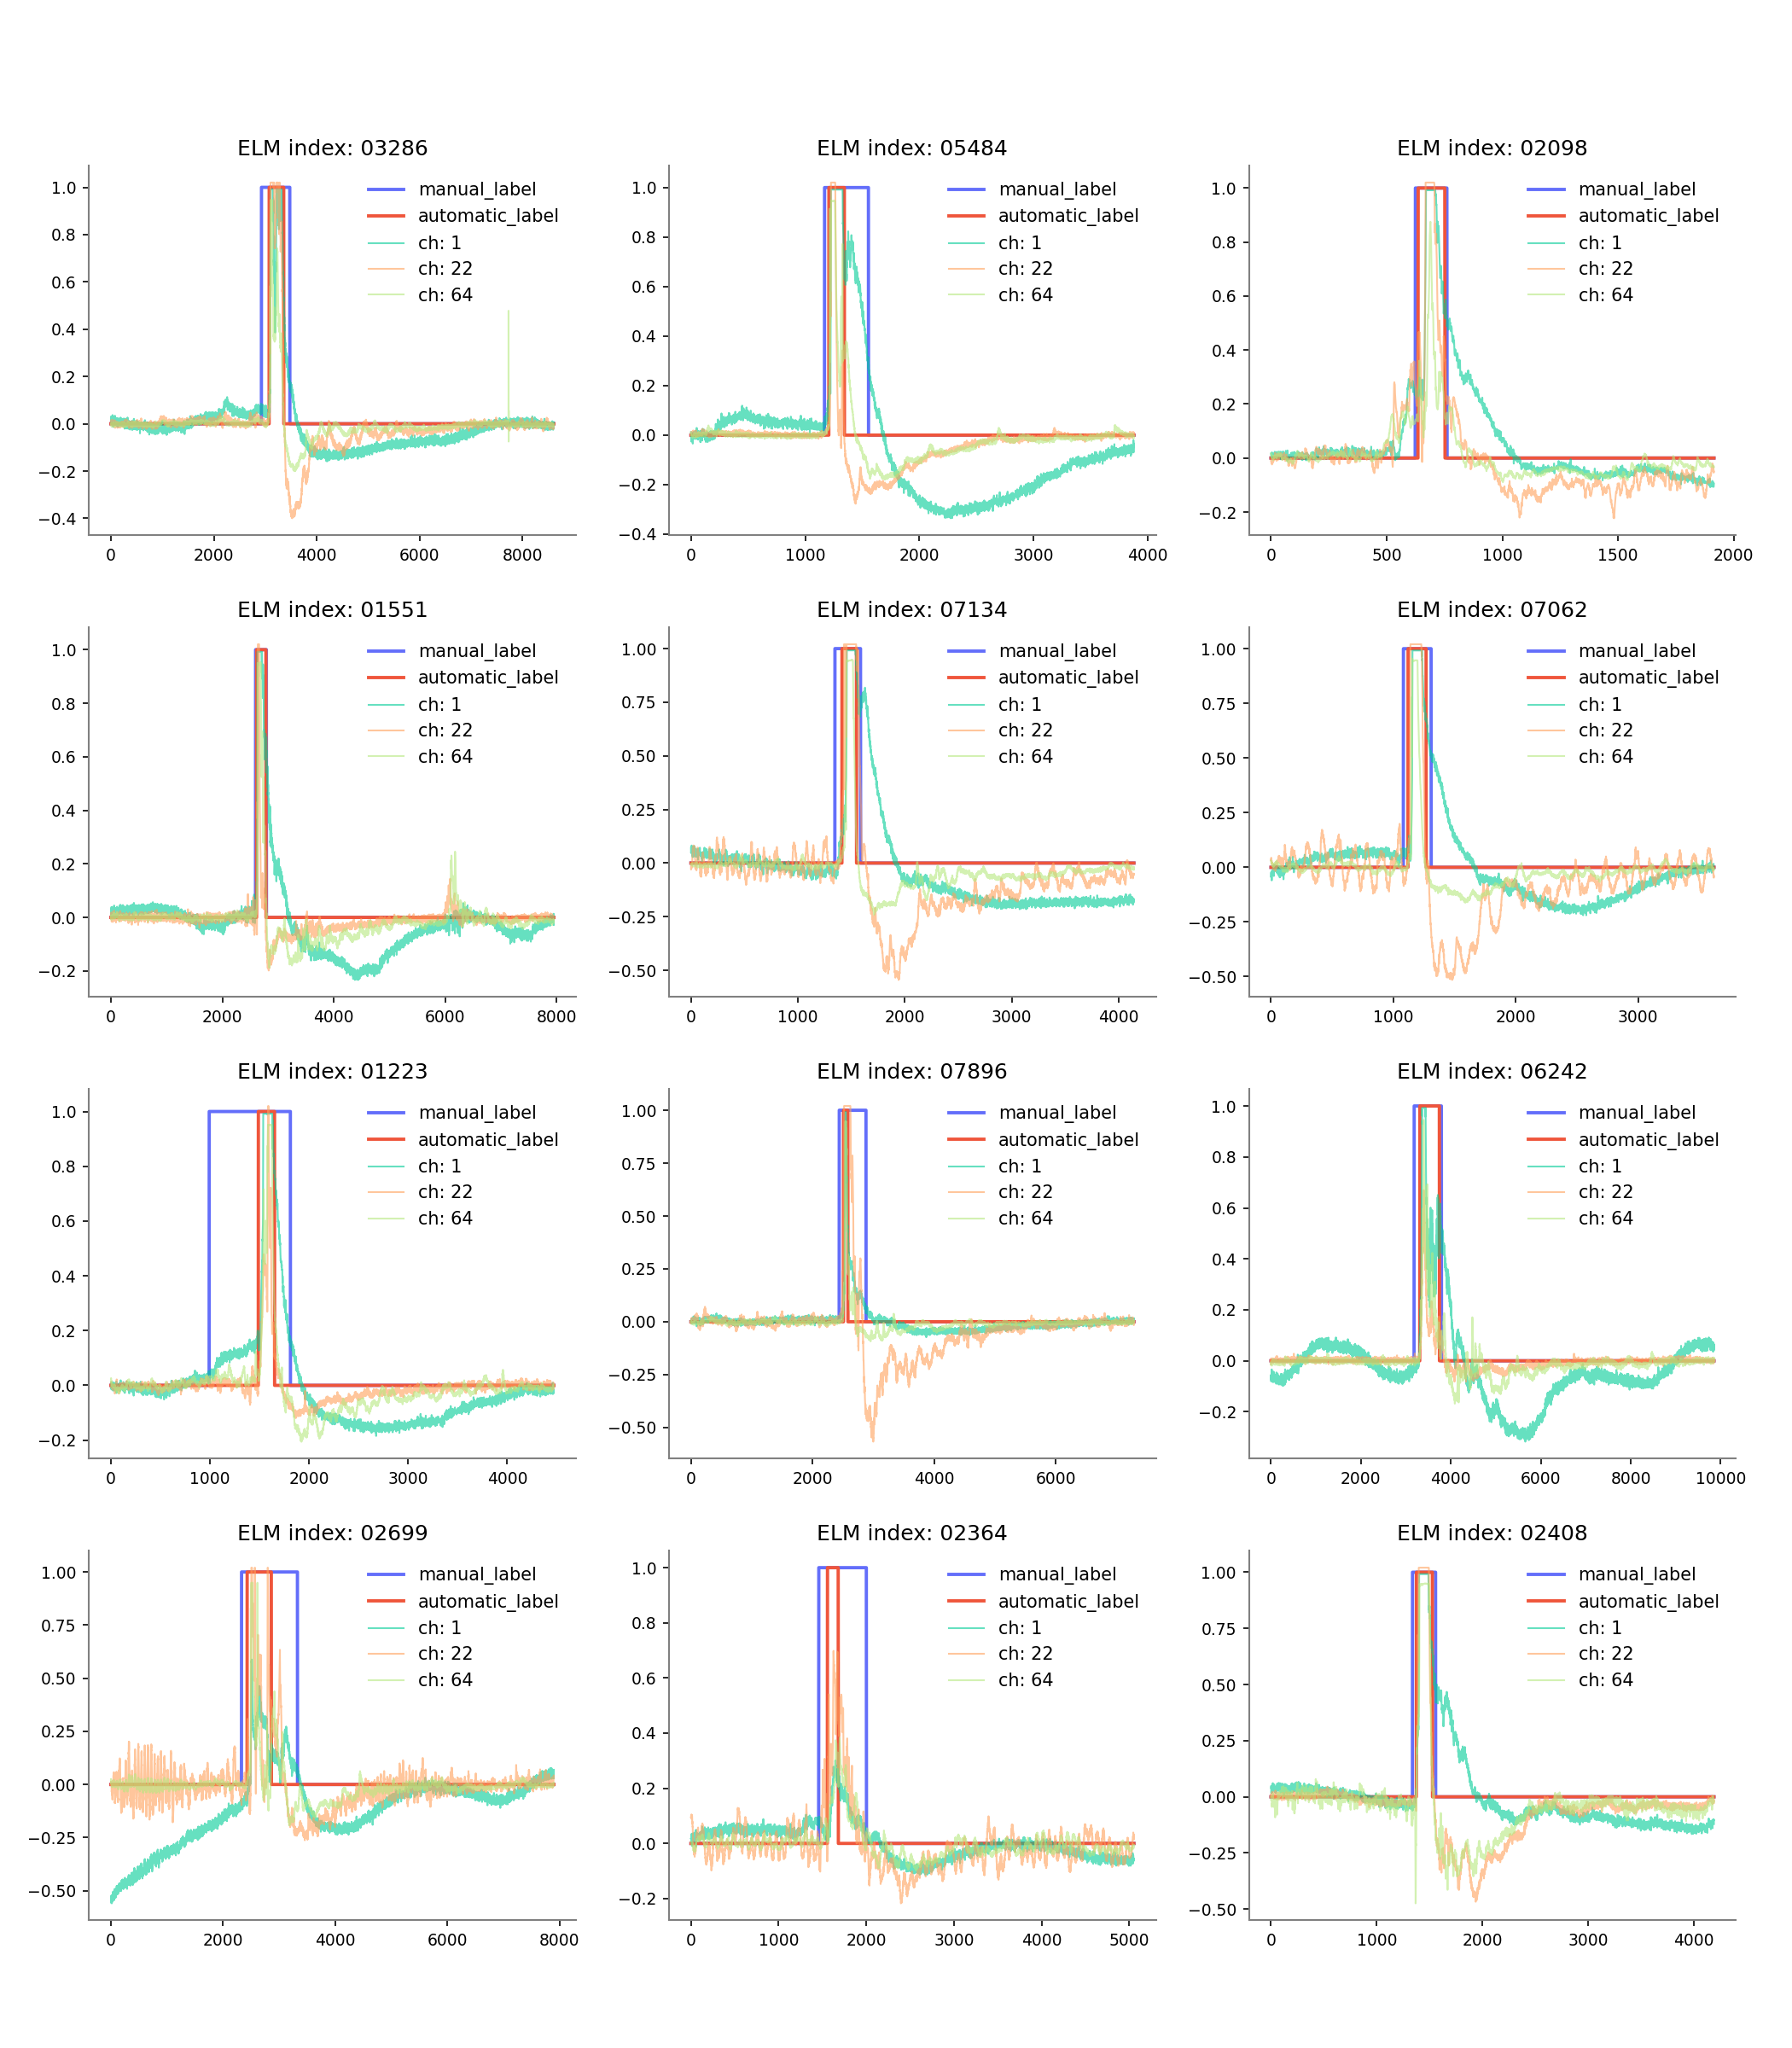 ELM index: 03286
manual_label
automatic_label
ch: 1
ch: 22
ch: 64
1.0
0.8
0.6
0.4
0.2
0.0
−0.2
−0.4
0 2000 4000 6000 8000
ELM index: 05484
manual_label
automatic_label
ch: 1
ch: 22
ch: 64
1.0
0.8
0.6
0.4
0.2
0.0
−0.2
−0.4
0 1000 2000 3000 4000
ELM index: 02098
manual_label
automatic_label
ch: 1
ch: 22
ch: 64
1.0
0.8
0.6
0.4
0.2
0.0
−0.2
0 500 1000 1500 2000
ELM index: 01551
manual_label
automatic_label
ch: 1
ch: 22
ch: 64
1.0
0.8
0.6
0.4
0.2
0.0
−0.2
0 2000 4000 6000 8000
ELM index: 07134
manual_label
automatic_label
ch: 1
ch: 22
ch: 64
1.00
0.75
0.50
0.25
0.00
−0.25
−0.50
0 1000 2000 3000 4000
ELM index: 07062
manual_label
automatic_label
ch: 1
ch: 22
ch: 64
1.00
0.75
0.50
0.25
0.00
−0.25
−0.50
0 1000 2000 3000
ELM index: 01223
manual_label
automatic_label
ch: 1
ch: 22
ch: 64
1.0
0.8
0.6
0.4
0.2
0.0
−0.2
0 1000 2000 3000 4000
ELM index: 07896
manual_label
automatic_label
ch: 1
ch: 22
ch: 64
1.00
0.75
0.50
0.25
0.00
−0.25
−0.50
0 2000 4000 6000
ELM index: 06242
manual_label
automatic_label
ch: 1
ch: 22
ch: 64
1.0
0.8
0.6
0.4
0.2
0.0
−0.2
0 2000 4000 6000 8000 10000
ELM index: 02699
manual_label
automatic_label
ch: 1
ch: 22
ch: 64
1.00
0.75
0.50
0.25
0.00
−0.25
−0.50
0 2000 4000 6000 8000
ELM index: 02364
manual_label
automatic_label
ch: 1
ch: 22
ch: 64
1.0
0.8
0.6
0.4
0.2
0.0
−0.2
0 1000 2000 3000 4000 5000
ELM index: 02408
manual_label
automatic_label
ch: 1
ch: 22
ch: 64
1.00
0.75
0.50
0.25
0.00
−0.25
−0.50
0 1000 2000 3000 4000